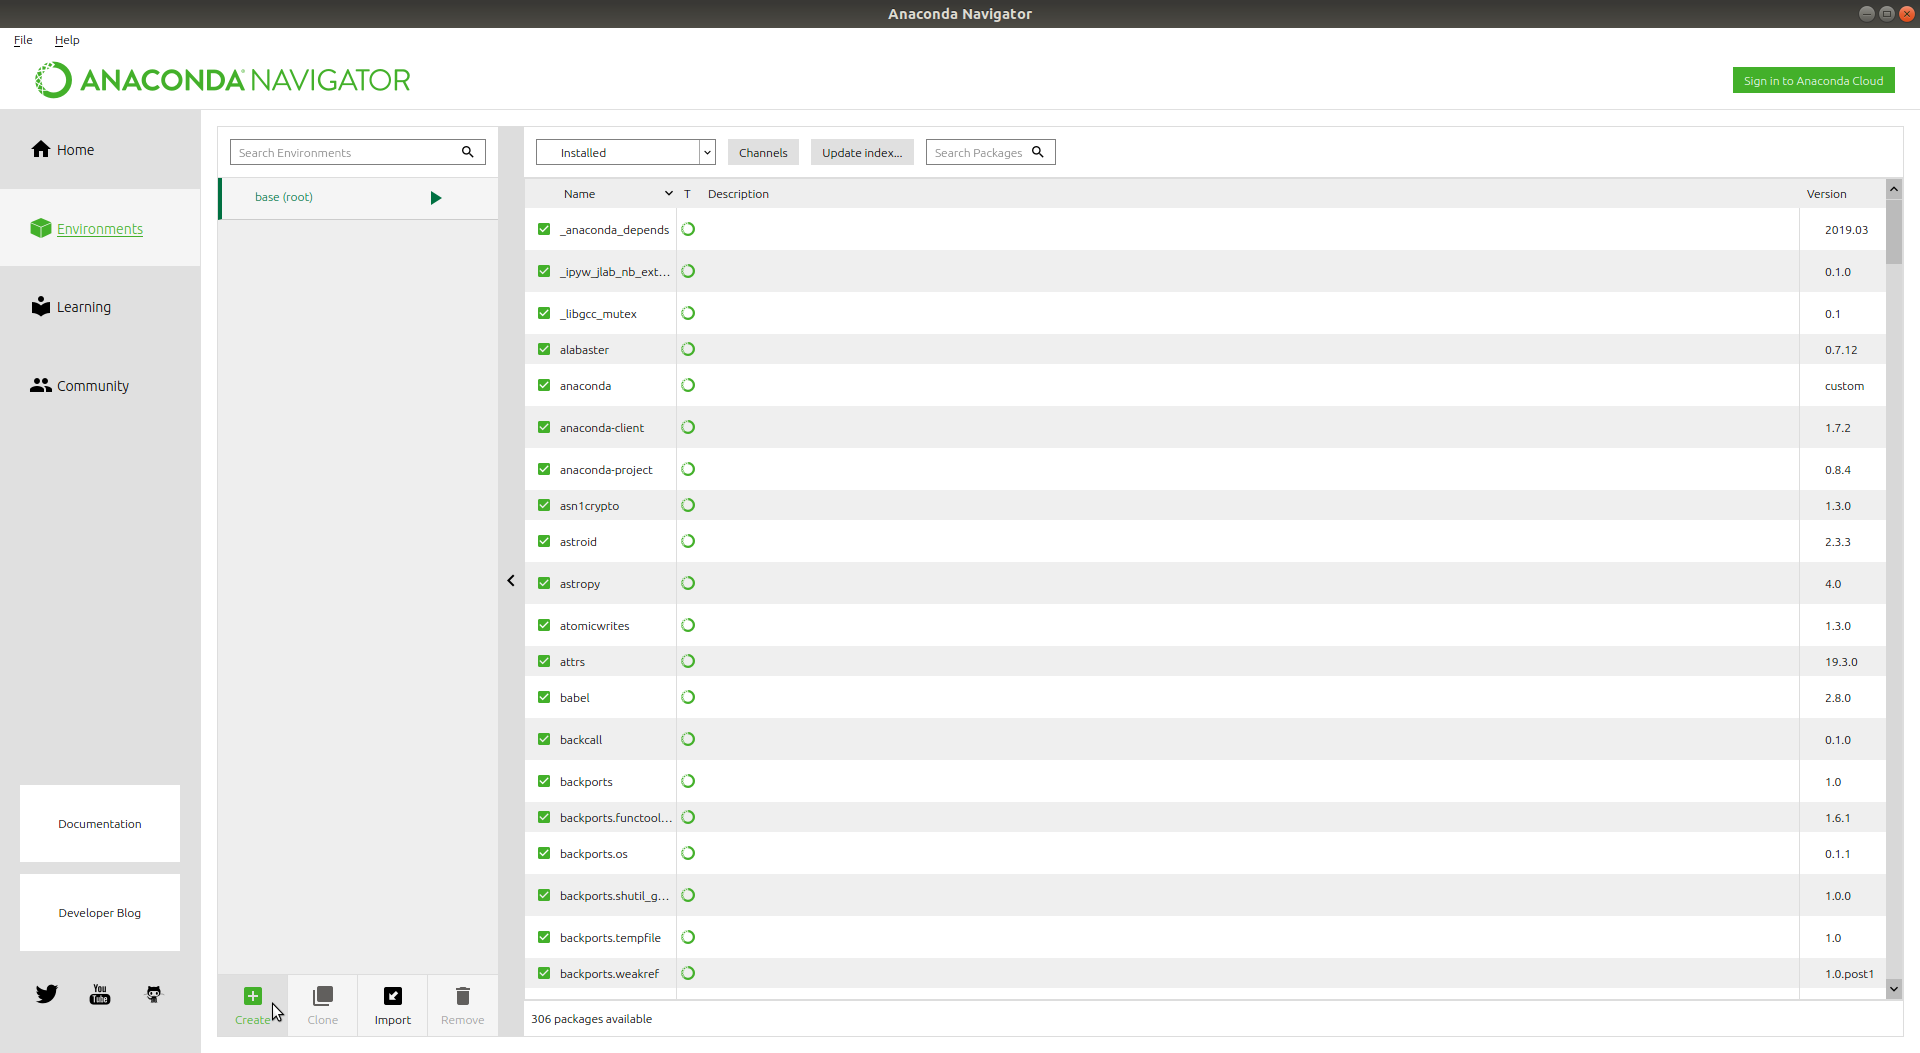 Anaconda Navigator
File Help
ANACONDA NAVIGATOR
Sign in to Anaconda Cloud
Home
Environments
Learning
Community
Documentation
Developer Blog
You
Tube
Search Environments
base (root)
Create
Clone
Import
Remove
Installed
Channels
Update index...
Search Packages
Name T Description Version
_anaconda_depends 2019.03
_ipyw_jlab_nb_ext... 0.1.0
_libgcc_mutex 0.1
alabaster 0.7.12
anaconda custom
anaconda-client 1.7.2
anaconda-project 0.8.4
asn1crypto 1.3.0
astroid 2.3.3
astropy 4.0
atomicwrites 1.3.0
attrs 19.3.0
babel 2.8.0
backcall 0.1.0
backports 1.0
backports.functool... 1.6.1
backports.os 0.1.1
backports.shutil_g... 1.0.0
backports.tempfile 1.0
backports.weakref 1.0.post1
306 packages available